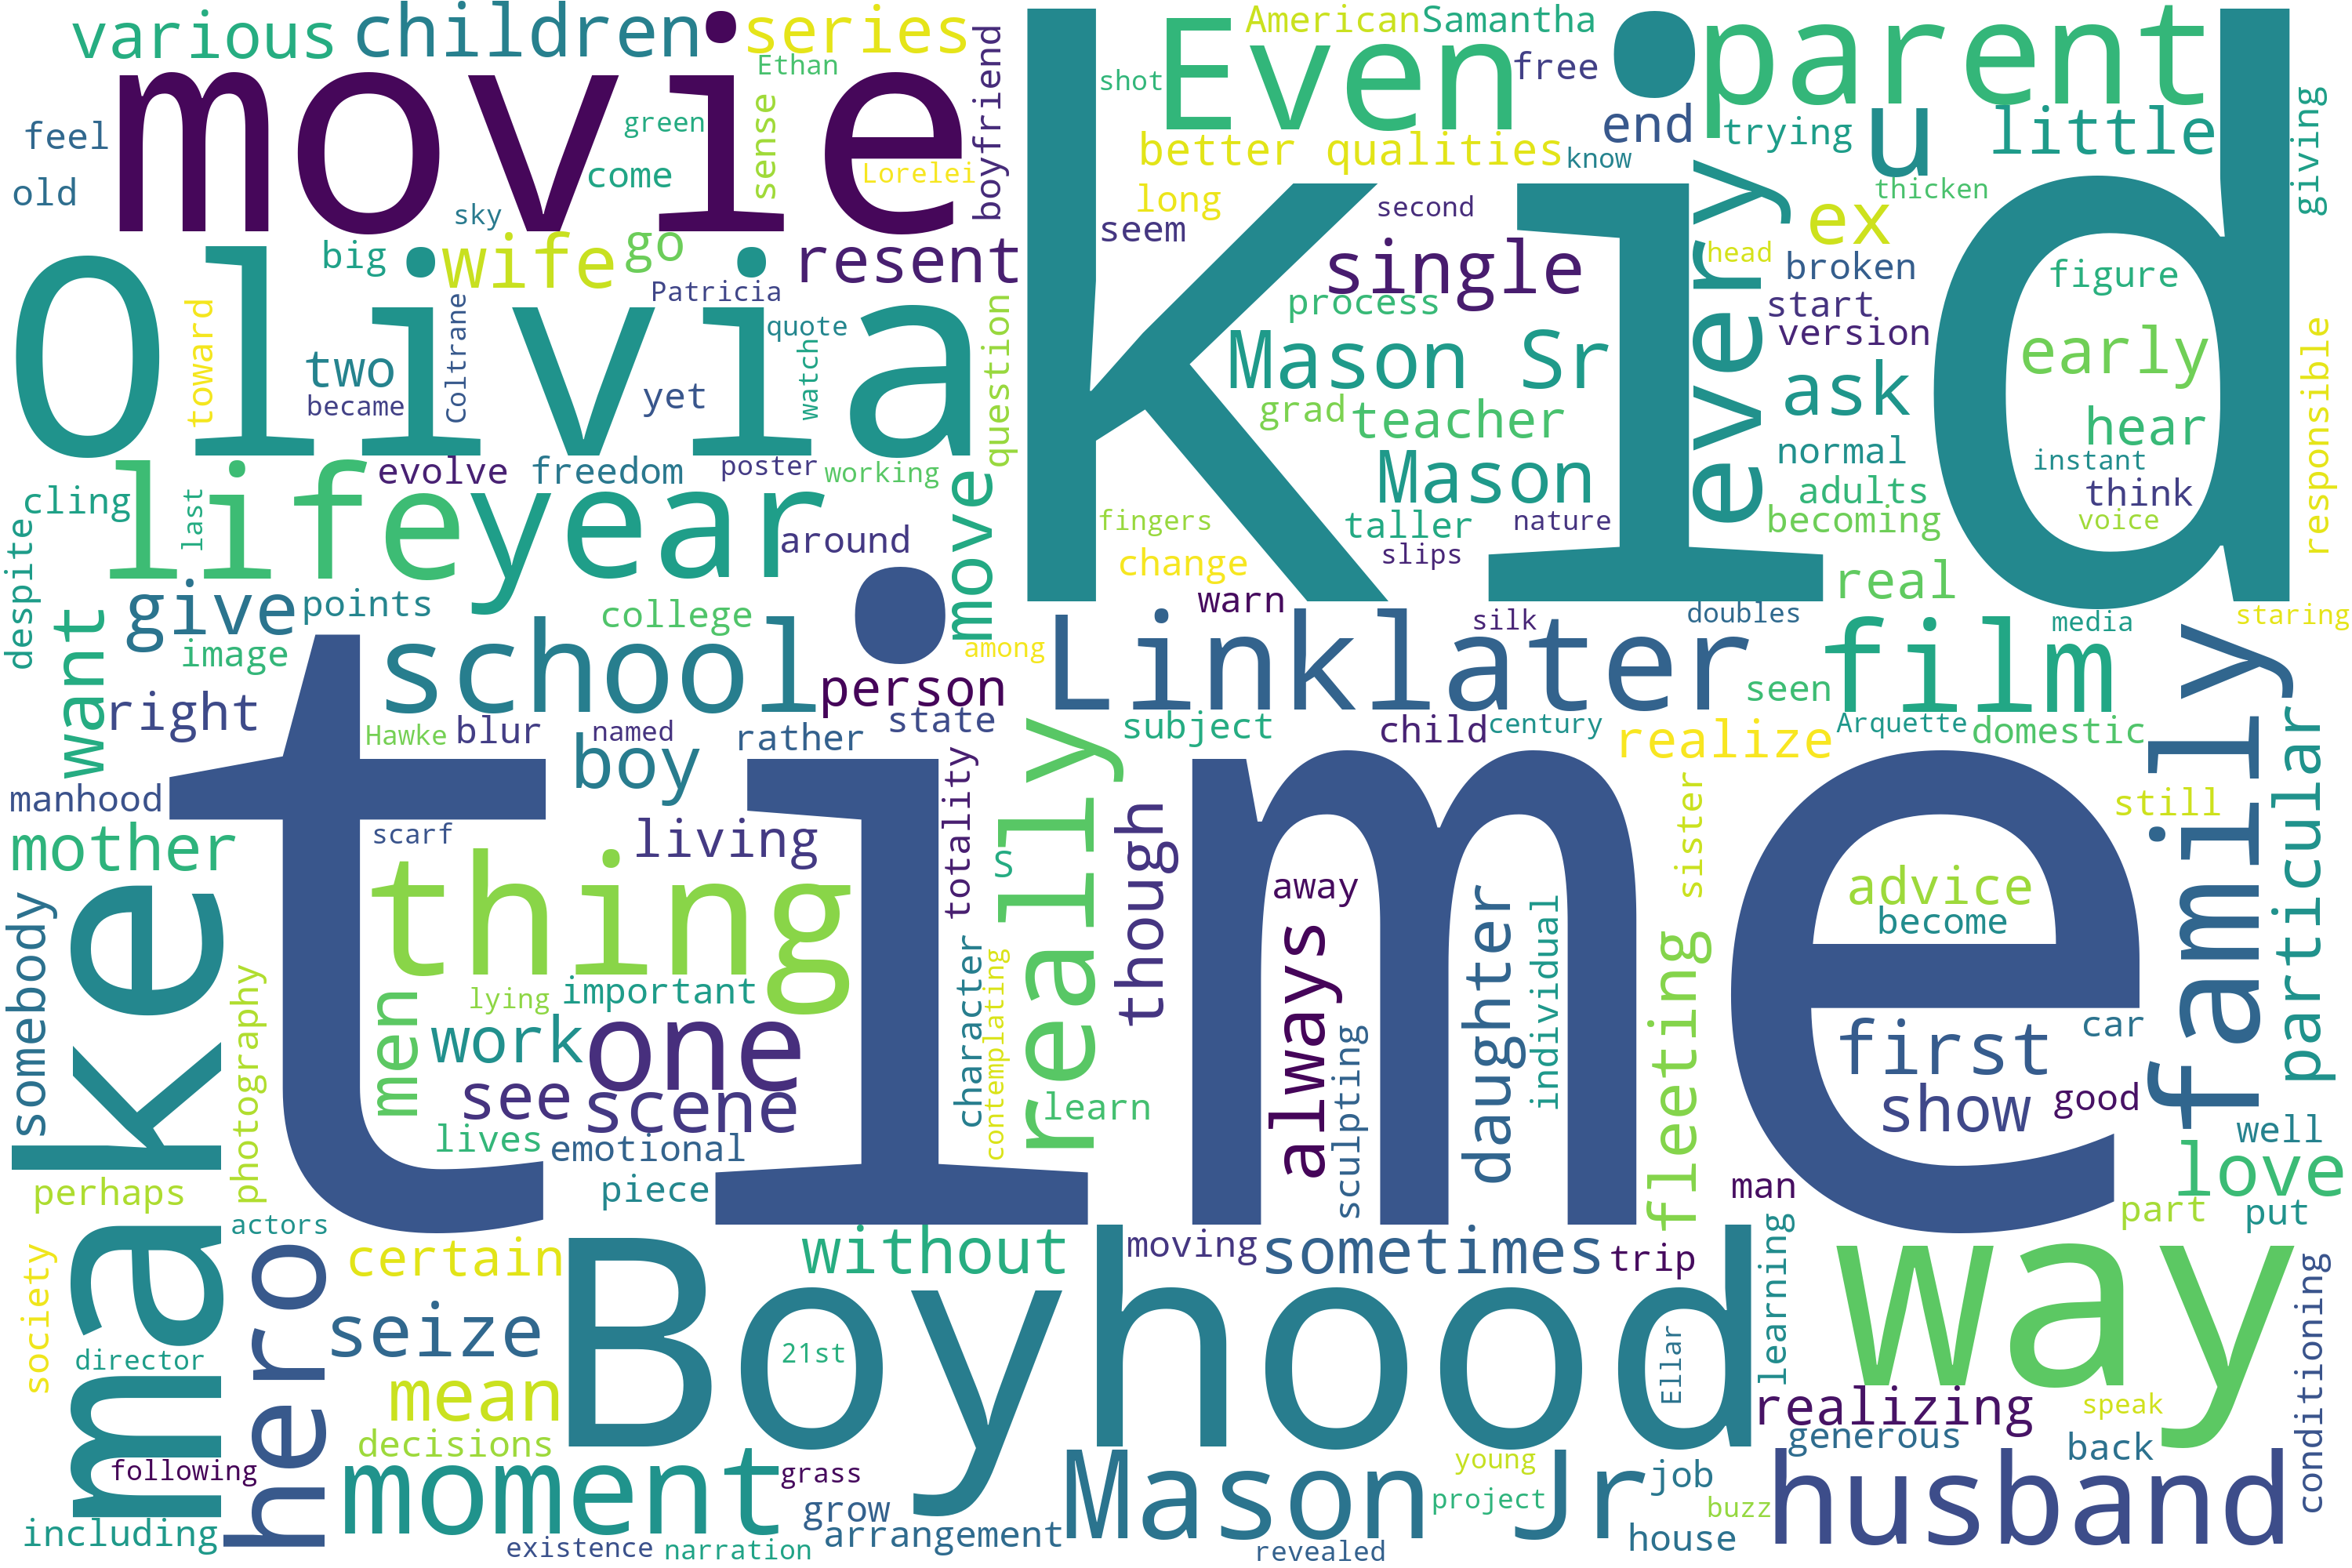 various
children
series
American
Samantha
Even
parent
movie
Ethan
boyfriend
shot
free
end
u
trying
little
giving
feel
green
come
sense
Lorelei
better
qualities
know
every
thicken
old
sky
long
second
seem
ex
Kid
Olivia
big
wife
go
resent
Patricia
single
head
broken
figure
process
start
version
toward
two
became
Coltrane
quote
watch
yet
question
Mason Sr
grad
teacher
ask
early
hear
responsible
life
year
evolve
freedom
poster
working
move
Mason
normal
instant
adults
think
becoming
voice
cling
last
despite
around
fingers
taller
nature
slips
change
real
want
give
points
image
college
school
person
among
warn
silk
doubles
media
staring
Linklater
film
family
right
Hawke
blur
named
boy
rather
state
subject
child
century
seen
realize
Arquette
domestic
particular
manhood
mother
scarf
living
totality
S
really
though
away
sister
still
time
thing
advice
become
make
somebody
photography
men
lying
important
work
one
see
scene
lives
emotional
piece
character
contemplating
learn
always
sculpting
daughter
individual
fleeting
first
show
car
good
man
well
love
part
put
perhaps
actors
society
hero
certain
without
moving
sometimes
trip
learning
way
conditioning
director
seize
mean
decisions
Boyhood
21st
Ellar
realizing
speak
generous
back
following
including
moment
grass
grow
arrangement
existence
narration
Mason Jr
young
project
revealed
job
buzz
house
husband